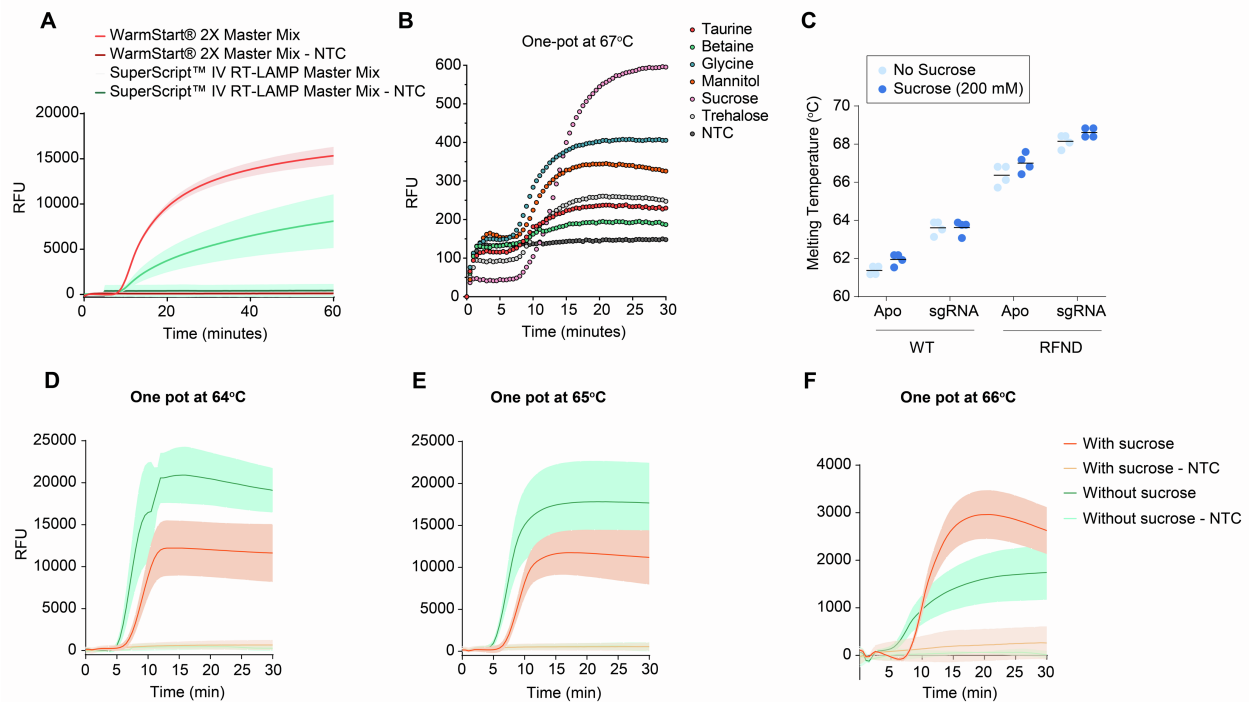 A
WarmStart® 2X Master Mix
WarmStart® 2X Master Mix - NTC
SuperScript™ IV RT-LAMP Master Mix
SuperScript™ IV RT-LAMP Master Mix - NTC
RFU
20000
15000
10000
5000
0
0
20
40
60
Time (minutes)
B
One-pot at 67°C
Taurine
Betaine
Glycine
Mannitol
Sucrose
Trehalose
NTC
RFU
600
500
400
300
200
100
0
0
5
10
15
20
25
30
Time (minutes)
C
No Sucrose
Sucrose (200 mM)
Melting Temperature (°C)
70
68
66
64
62
60
Apo
sgRNA
Apo
sgRNA
WT
RFND
D
One pot at 64°C
RFU
25000
20000
15000
10000
5000
0
0
5
10
15
20
25
30
Time (min)
E
One pot at 65°C
25000
20000
15000
10000
5000
0
0
5
10
15
20
25
30
Time (min)
F
One pot at 66°C
4000
3000
2000
1000
0
5
10
15
20
25
30
Time (min)
With sucrose
With sucrose - NTC
Without sucrose
Without sucrose - NTC